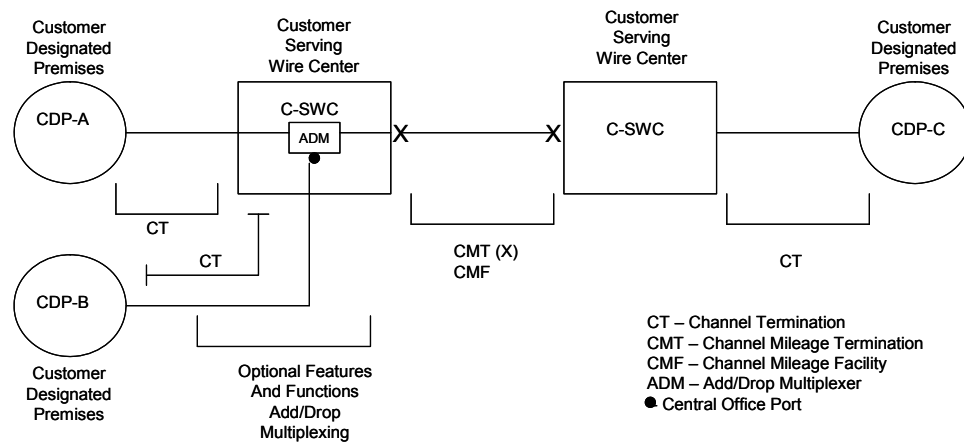 Customer
Designated
Premises
Customer
Serving
Wire Center
Customer
Serving
Wire Center
Customer
Designated
Premises
CDP-A
C-SWC
ADM
X
X
C-SWC
CDP-C
CT
CT
CMT (X)
CMF
CT
CDP-B
Customer
Designated
Premises
Optional Features
And Functions
Add/Drop
Multiplexing
CT – Channel Termination
CMT – Channel Mileage Termination
CMF – Channel Mileage Facility
ADM – Add/Drop Multiplexer
Central Office Port